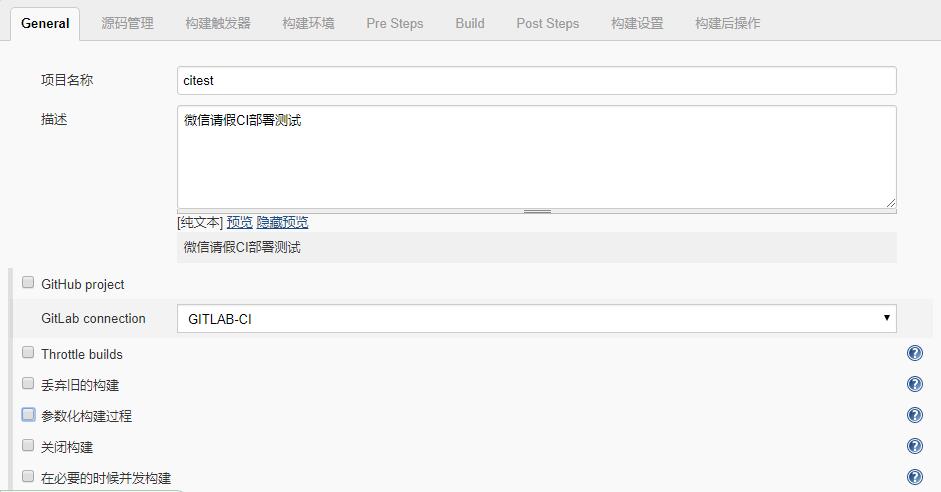 General 源码管理 构建触发器 构建环境 Pre Steps Build Post Steps 构建设置 构建后操作
项目名称 citest
描述 微信请假CI部署测试
[纯文本] 预览 隐藏预览
微信请假CI部署测试
GitHub project
GitLab connection GITLAB-CI
Throttle builds
丢弃旧的构建
参数化构建过程
关闭构建
在必要的时候并发构建